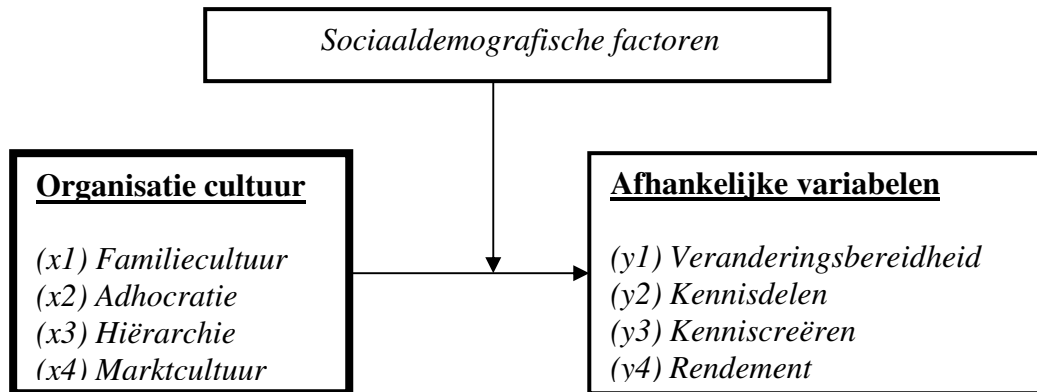 Sociaaldemografische factoren
Organisatie cultuur
(x1) Familiecultuur
(x2) Adhocratie
(x3) Hiërarchie
(x4) Marktcultuur
Afhankelijke variabelen
(y1) Veranderingsbereidheid
(y2) Kennisdelen
(y3) Kenniscreëren
(y4) Rendement